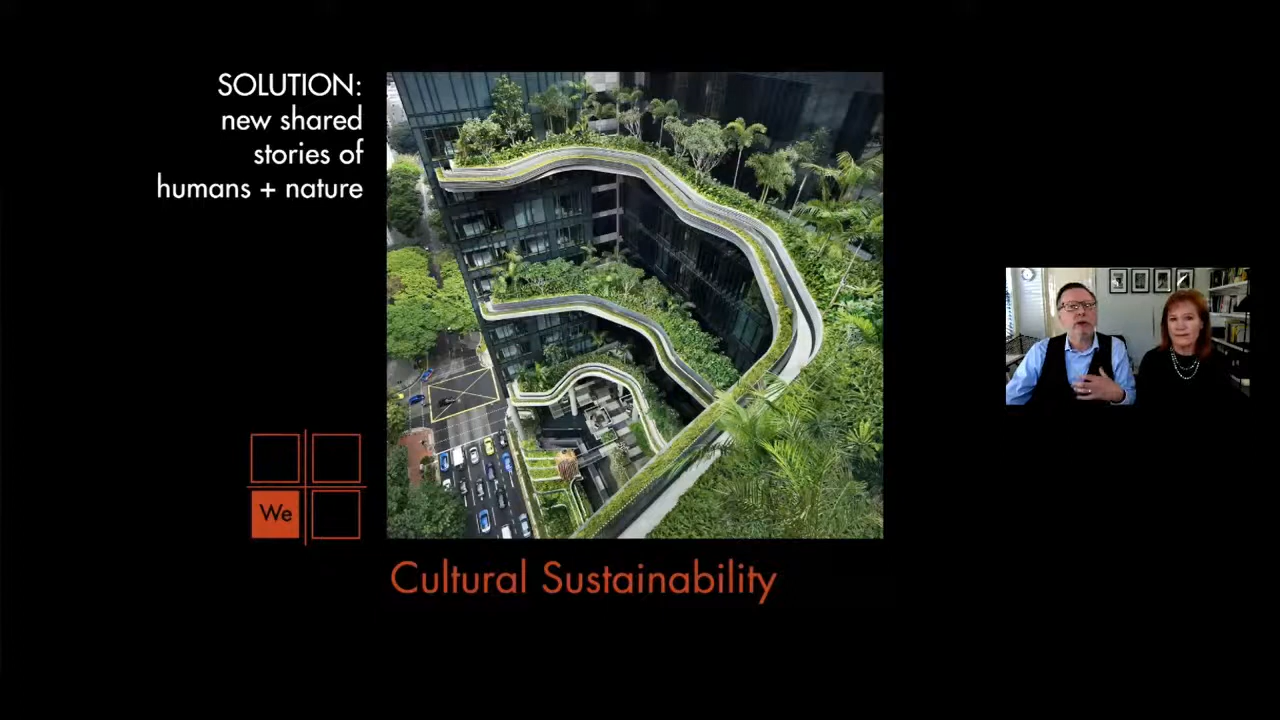 SOLUTION:
new shared
stories of
humans + nature
We
Cultural Sustainability